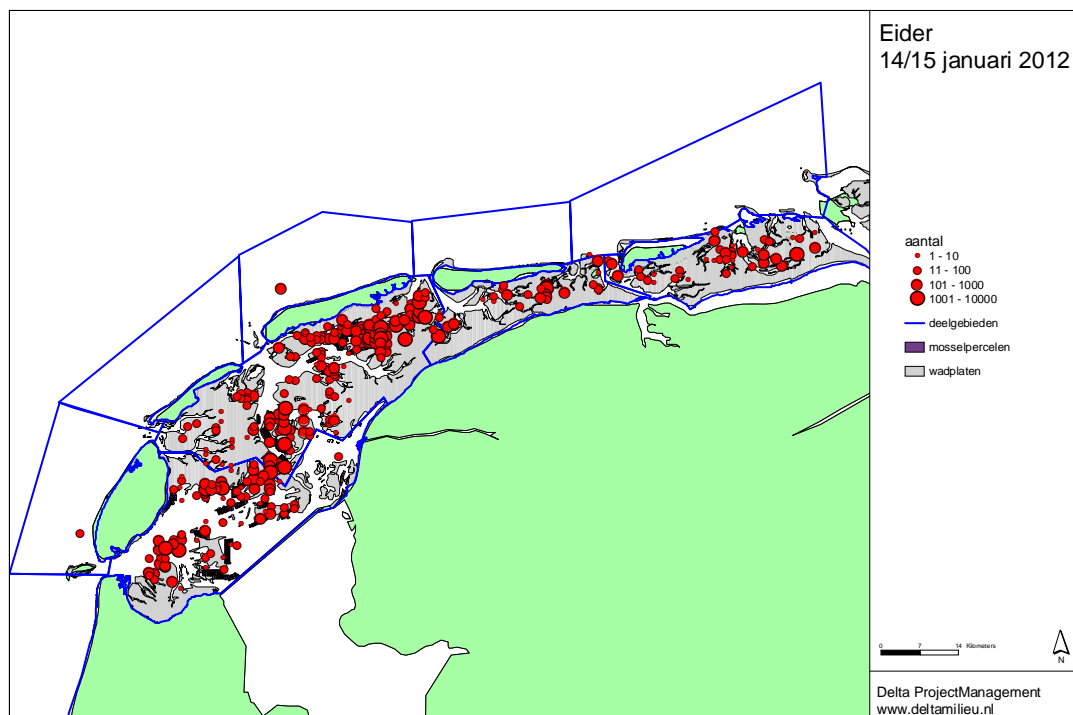 Eider
14/15 januari 2012
aantal
1 - 10
11 - 100
101 - 1000
1001 - 10000
deelgebieden
mosselpercelen
wadplaten
0 7 14 Kilometers
N
Delta ProjectManagement
www.deltamilieu.nl